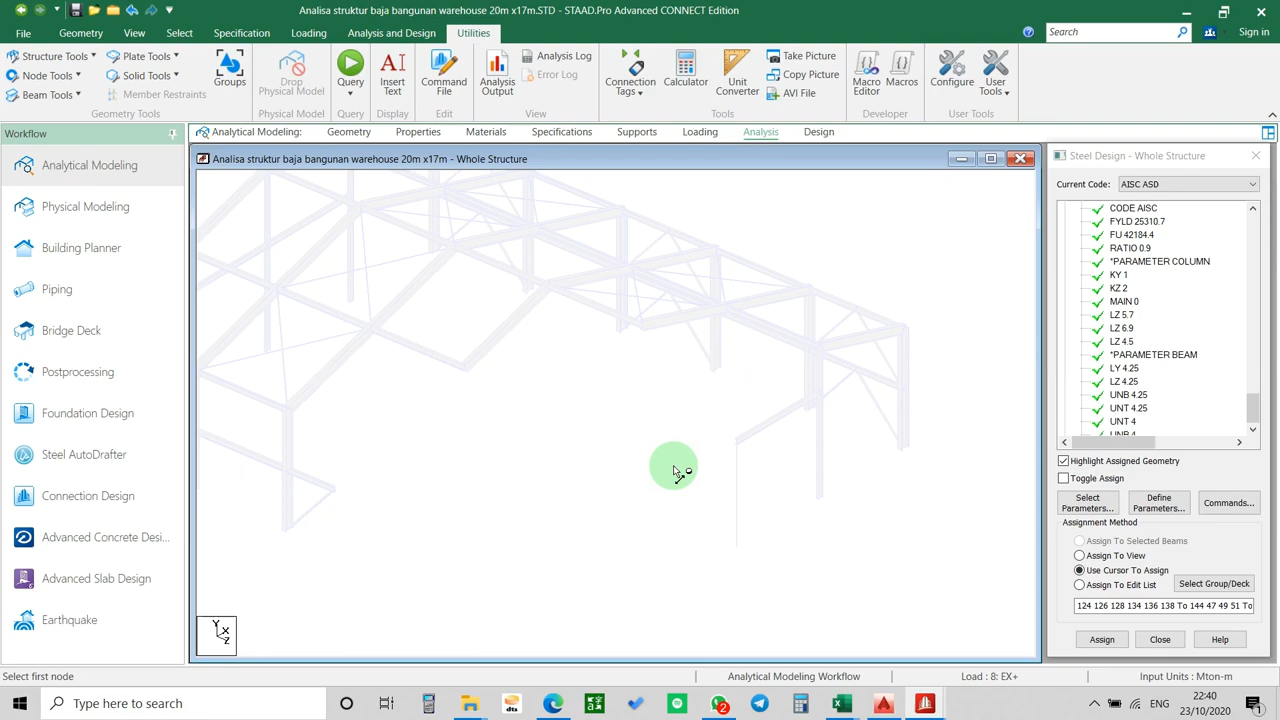 Analisa struktur baja bangunan warehouse 20m x17m.STD - STAAD.Pro Advanced CONNECT Edition
File Geometry View Select Specification Loading Analysis and Design Utilities Search Sign in
Structure Tools Plate Tools
Node Tools Solid Tools
Beam Tools Member Restraints
Geometry Tools
Groups
Drop Physical Model
Physical Model
Query
Query
Insert Text
Display
Command File
Edit
Analysis Output
Analysis Log
Error Log
View
Connection Tags
Calculator
Unit Converter
Take Picture
Copy Picture
AVI File
Tools
Macro Editor
Macros
Developer
Configure
User Tools
User Tools
Workflow
Analytical Modeling: Geometry Properties Materials Specifications Supports Loading Analysis Design
Analytical Modeling
Physical Modeling
Building Planner
Piping
Bridge Deck
Postprocessing
Foundation Design
Steel AutoDrafter
Connection Design
Advanced Concrete Desi...
Advanced Slab Design
Earthquake
Analisa struktur baja bangunan warehouse 20m x17m - Whole Structure
Y X
Z
Steel Design - Whole Structure
Current Code: AISC ASD
CODE AISC
FYLD 25310.7
FU 42184.4
RATIO 0.9
*PARAMETER COLUMN
KY 1
KZ 2
MAIN 0
LZ 5.7
LZ 6.9
LZ 4.5
*PARAMETER BEAM
LY 4.25
LZ 4.25
UNB 4.25
UNT 4.25
UNT 4
UNB 4
Highlight Assigned Geometry
Toggle Assign
Select Parameters...
Define Parameters...
Commands...
Assignment Method
Assign To Selected Beams
Assign To View
Use Cursor To Assign
Assign To Edit List
Select Group/Deck
124 126 128 134 136 138 To 144 47 49 51 To
Assign Close Help
Select first node
Analytical Modeling Workflow
Load : 8: EX+
Input Units : Mton-m
Type here to search
dts
2
ENG
22:40
23/10/2020
1